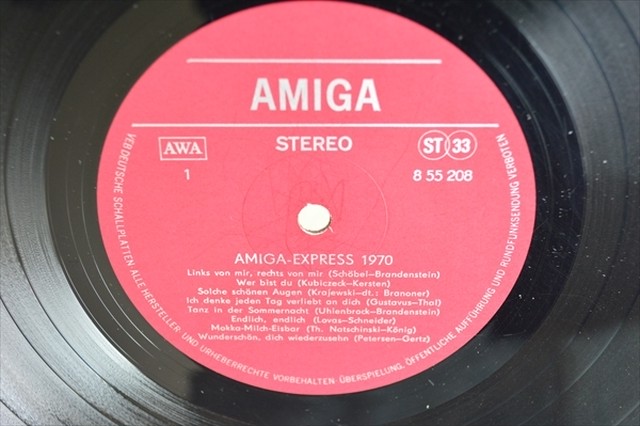 AMIGA
AWA
STEREO
ST 33
1
8 55 208
AMIGA-EXPRESS 1970
Links von mir, rechts von mir (Schöbel-Brandenstein)
Wer bist du (Kubiczeck-Kersten)
Solche schönen Augen (Krajewski-dt.: Branoner)
Ich denke jeden Tag verliebt an dich (Gustavus-Thal)
Tanz in der Sommernacht (Uhlenbrock-Brandenstein)
Endlich, endlich (Lovas-Schneider)
Mokka-Milch-Eisbar (Th. Natschinski-König)
Wunderschön, dich wiederzusehn (Petersen-Gertz)
VEB DEUTSCHE SCHALLPLATTEN ALLE HERSTELLER- UND URHEBERRECHTE VORBEHALTEN ÜBERSPIELUNG, ÖFFENTLICHE AUFFÜHRUNG UND RUNDFUNKSENDUNG VERBOTEN